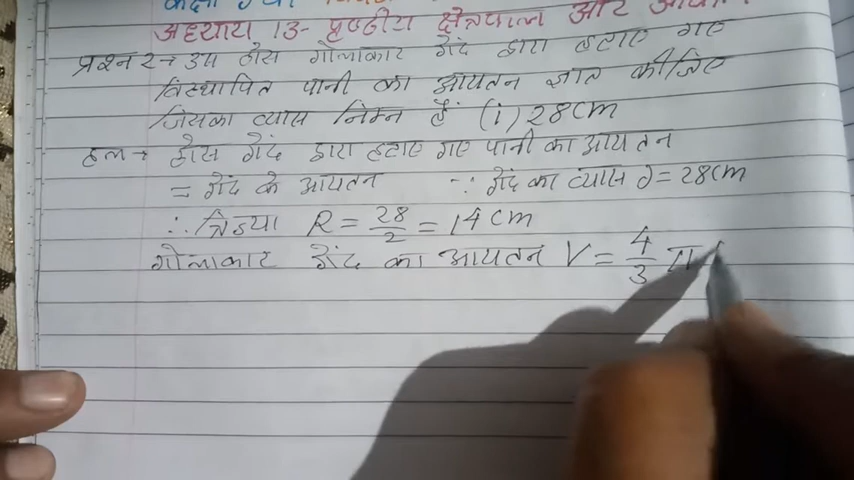 कक्षा
अध्याय 13- पृष्ठीय क्षेत्रफल और
प्रश्न 2→ उस ठोस गोलाकार गेंद द्वारा हटाए गए
विस्थापित पानी का आयतन ज्ञात कीजिए
जिसका व्यास निम्न हैं (i) 28cm
हल→ ठोस गेंद द्वारा हटाए गए पानी का आयतन
= गेंद के आयतन ∵ गेंद का व्यास = 28cm
∴ त्रिज्या R = 28/2 = 14 cm
गोलाकार गेंद का आयतन V = 4/3 π